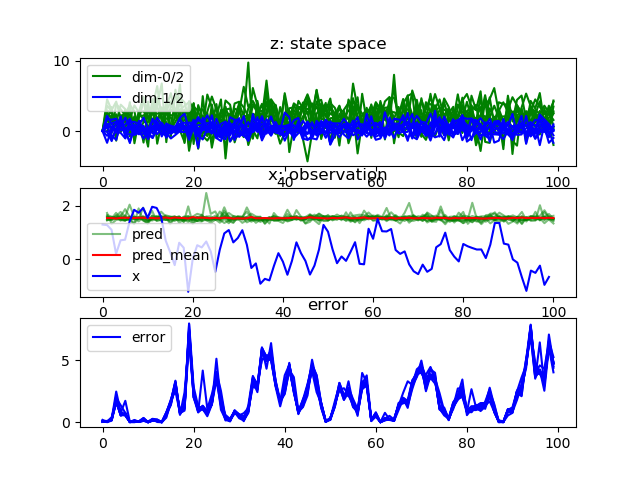 z: state space
10
0
dim-0/2
dim-1/2
0 20 40 60 80 100
x: observation
2
0
pred
pred_mean
x
0 20 40 60 80 100
error
5
0
error
0 20 40 60 80 100